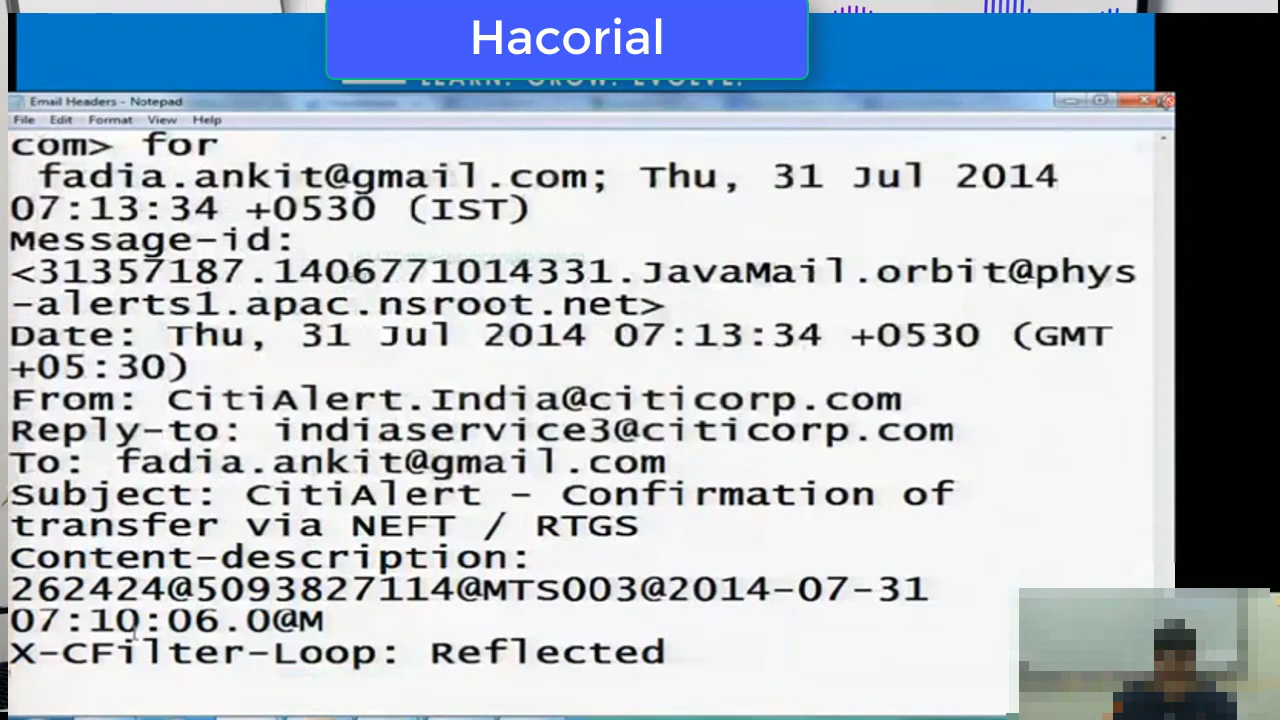 Hacorial
LEARN. GROW. EVOLVE.
Email Headers - Notepad
File Edit Format View Help
com> for
fadia.ankit@gmail.com; Thu, 31 Jul 2014
07:13:34 +0530 (IST)
Message-id:
<31357187.1406771014331.JavaMail.orbit@phys
-alerts1.apac.nsroot.net>
Date: Thu, 31 Jul 2014 07:13:34 +0530 (GMT
+05:30)
From: CitiAlert.India@citicorp.com
Reply-to: indiaservice3@citicorp.com
To: fadia.ankit@gmail.com
Subject: CitiAlert - Confirmation of
transfer via NEFT / RTGS
Content-description:
262424@5093827114@MTS003@2014-07-31
07:10:06.0@M
X-CFilter-Loop: Reflected